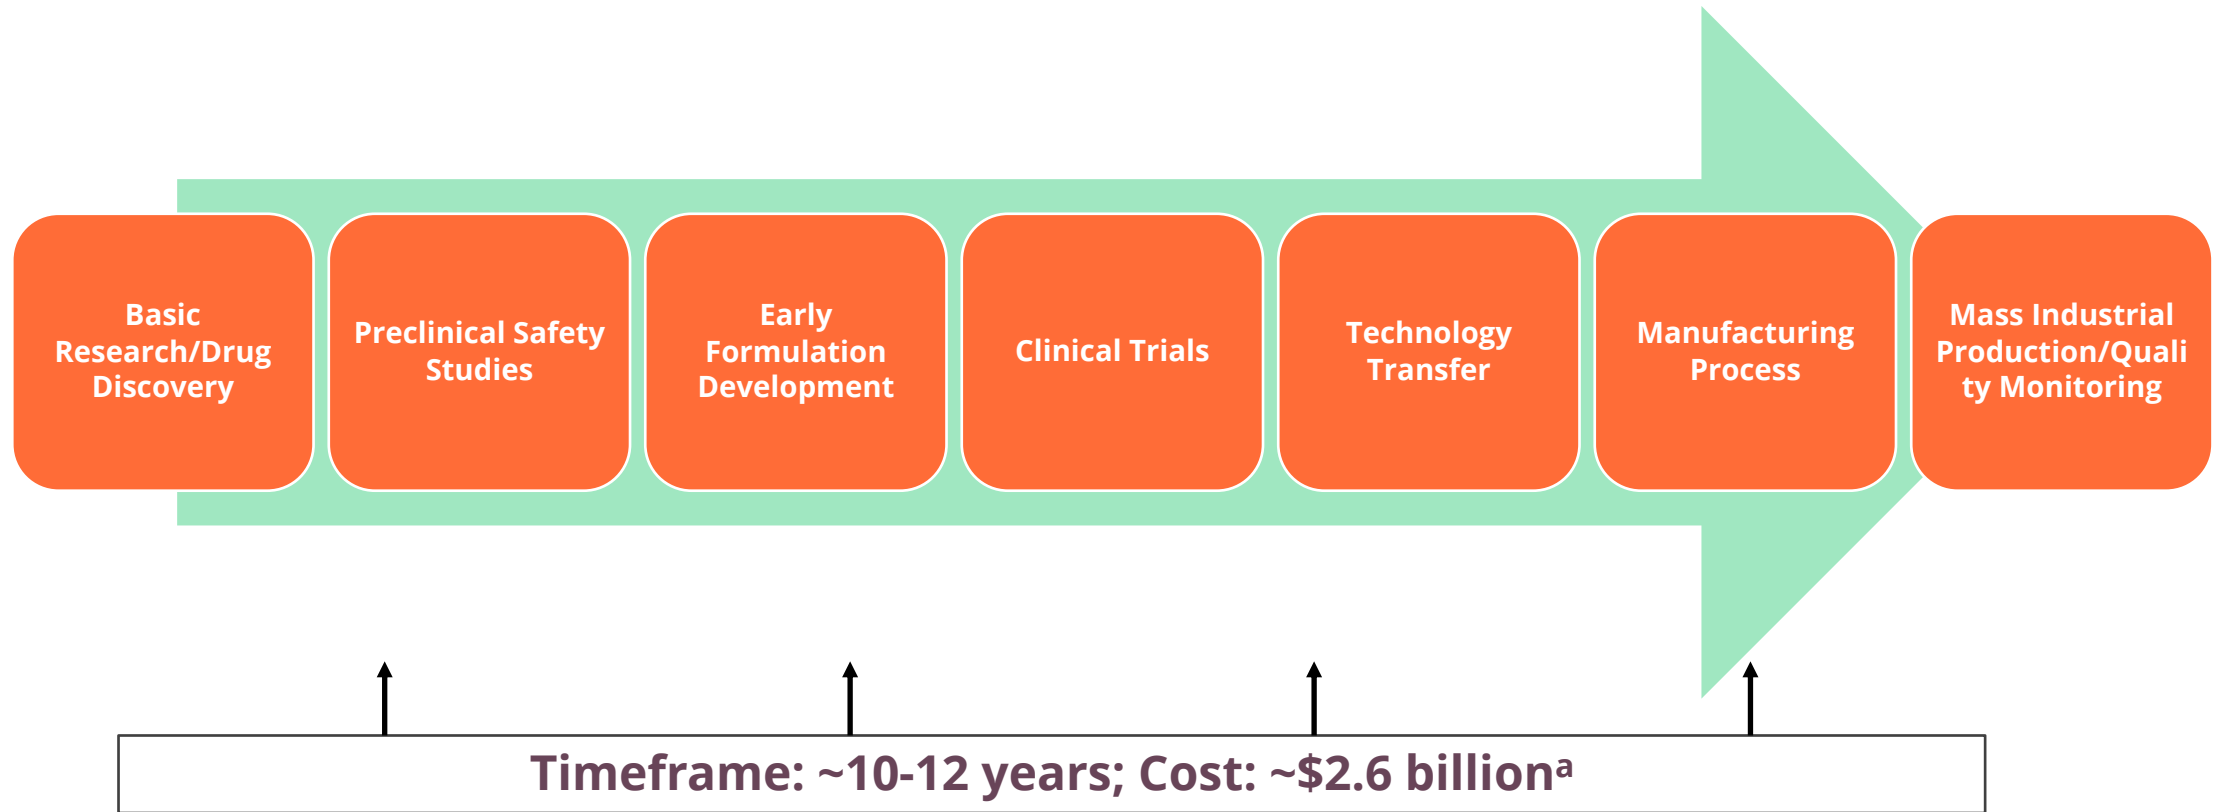 Basic
Research/Drug
Discovery
Preclinical Safety
Studies
Early
Formulation
Development
Clinical Trials
Technology
Transfer
Manufacturing
Process
Mass Industrial
Production/Quali
ty Monitoring
Timeframe: ~10-12 years; Cost: ~$2.6 billionᵃ